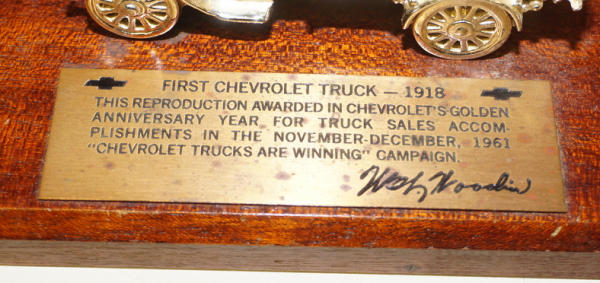 FIRST CHEVROLET TRUCK — 1918
THIS REPRODUCTION AWARDED IN CHEVROLET'S GOLDEN
ANNIVERSARY YEAR FOR TRUCK SALES ACCOM-
PLISHMENTS IN THE NOVEMBER-DECEMBER, 1961
"CHEVROLET TRUCKS ARE WINNING" CAMPAIGN.